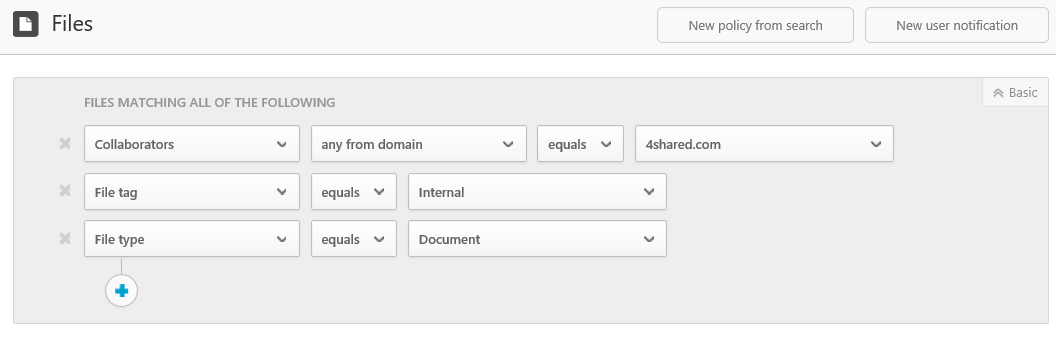 Files
New policy from search
New user notification
Basic
FILES MATCHING ALL OF THE FOLLOWING
Collaborators any from domain equals 4shared.com
File tag equals Internal
File type equals Document